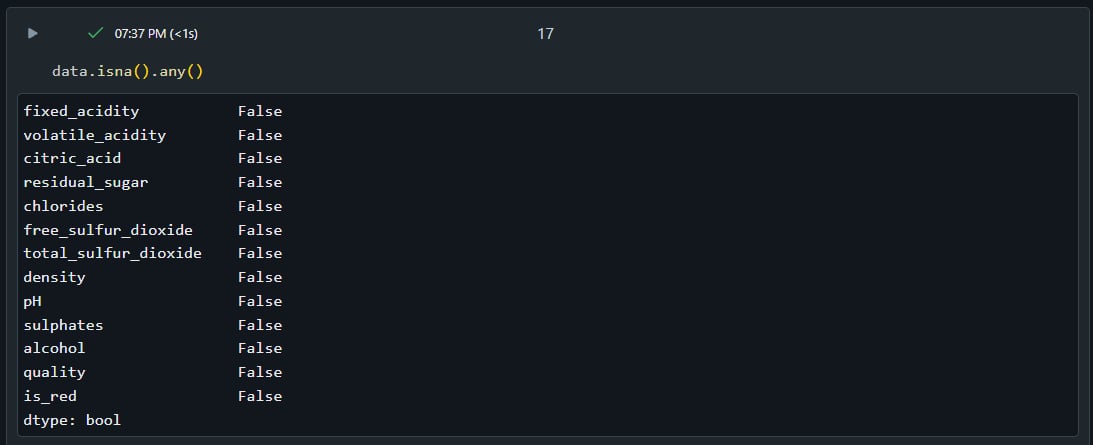 07:37 PM (<1s)
17
data.isna().any()
fixed_acidity False
volatile_acidity False
citric_acid False
residual_sugar False
chlorides False
free_sulfur_dioxide False
total_sulfur_dioxide False
density False
pH False
sulphates False
alcohol False
quality False
is_red False
dtype: bool